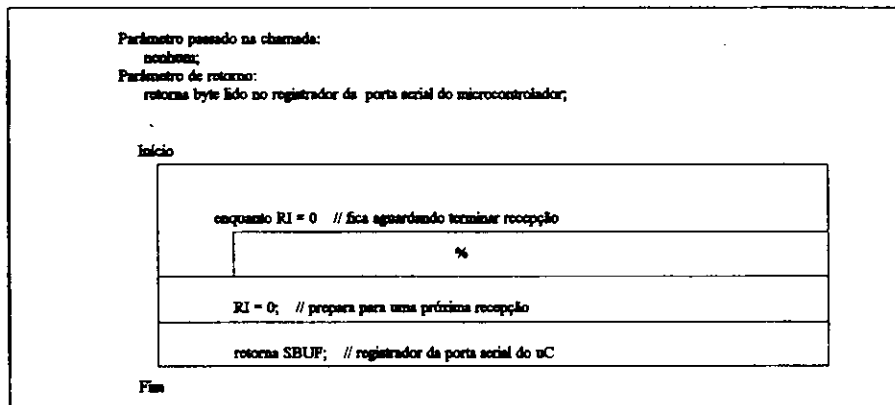 Parâmetro passado na chamada:
nenhum;
Parâmetro de retorno:
retorna byte lido no registrador da porta serial do microcontrolador;
Início
enquanto RI = 0 // fica aguardando terminar recepção
%
RI = 0; // prepara para uma próxima recepção
retorna SBUF; // registrador da porta serial do uC
Fim